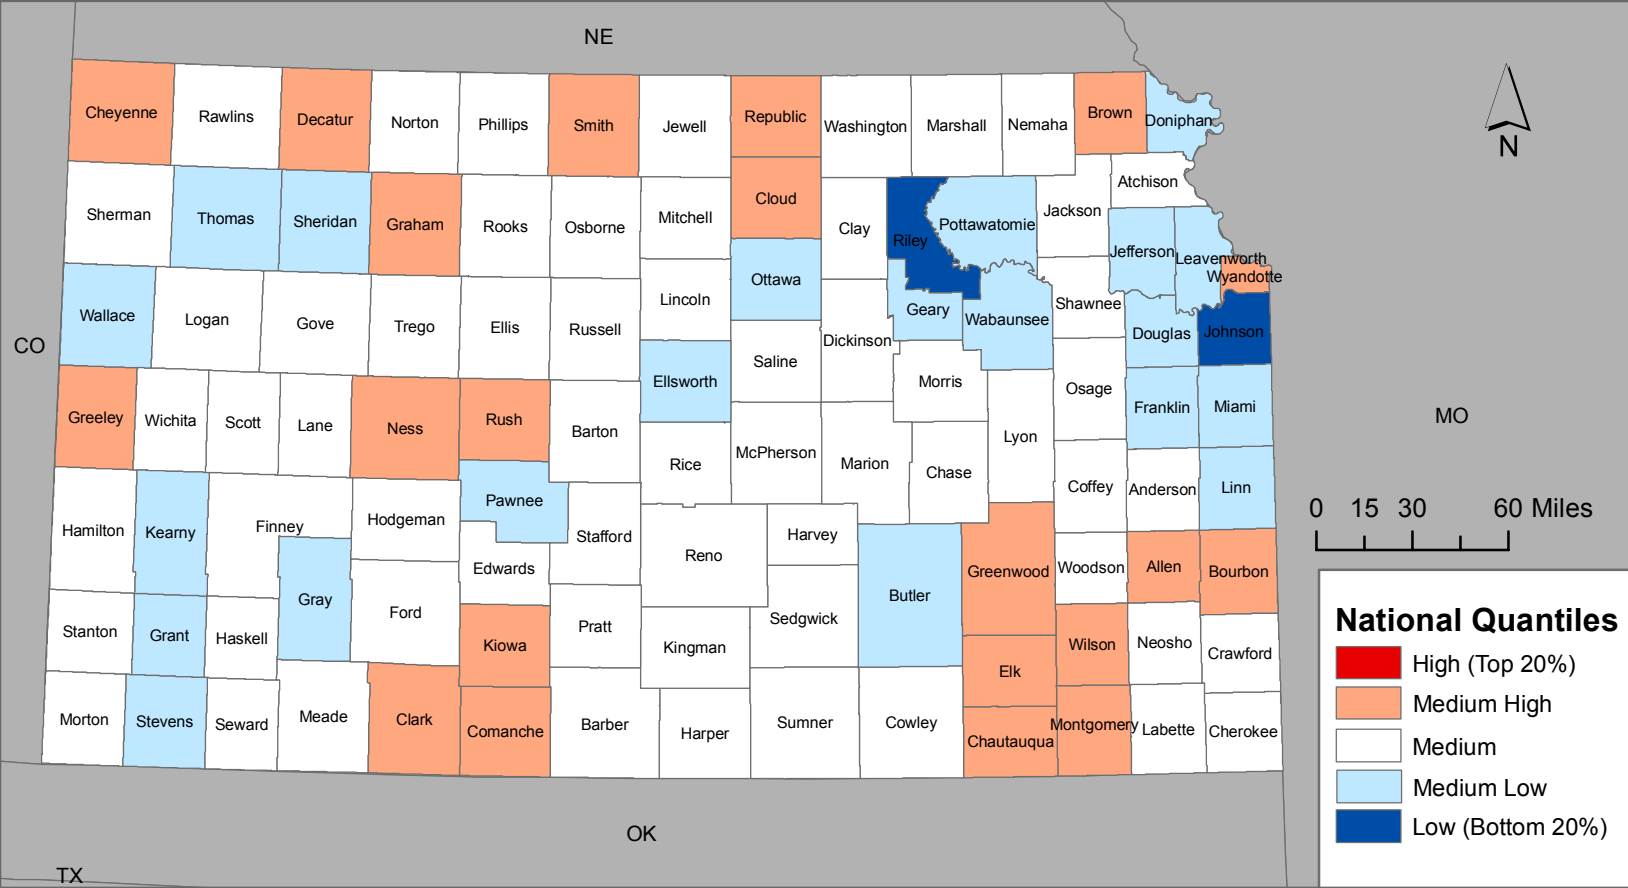 NE
Cheyenne
Rawlins
Decatur
Norton
Phillips
Smith
Jewell
Republic
Washington
Marshall
Nemaha
Brown
Doniphan
N
Sherman
Thomas
Sheridan
Graham
Rooks
Osborne
Mitchell
Cloud
Clay
Riley
Pottawatomie
Jackson
Atchison
Jefferson
Leavenworth
Wyandotte
CO
Wallace
Logan
Gove
Trego
Ellis
Russell
Lincoln
Ottawa
Saline
Dickinson
Geary
Wabaunsee
Shawnee
Douglas
Johnson
Greeley
Wichita
Scott
Lane
Ness
Rush
Barton
Ellsworth
Rice
McPherson
Marion
Morris
Chase
Lyon
Osage
Franklin
Miami
MO
Hamilton
Kearny
Finney
Hodgeman
Pawnee
Edwards
Stafford
Reno
Harvey
Sedgwick
Butler
Greenwood
Coffey
Anderson
Linn
Woodson
Allen
Bourbon
0 15 30 60 Miles
Stanton
Grant
Haskell
Gray
Ford
Kiowa
Pratt
Kingman
Elk
Wilson
Neosho
Crawford
Morton
Stevens
Seward
Meade
Clark
Comanche
Barber
Harper
Sumner
Cowley
Chautauqua
Montgomery
Labette
Cherokee
National Quantiles
High (Top 20%)
Medium High
Medium
Medium Low
Low (Bottom 20%)
OK
TX